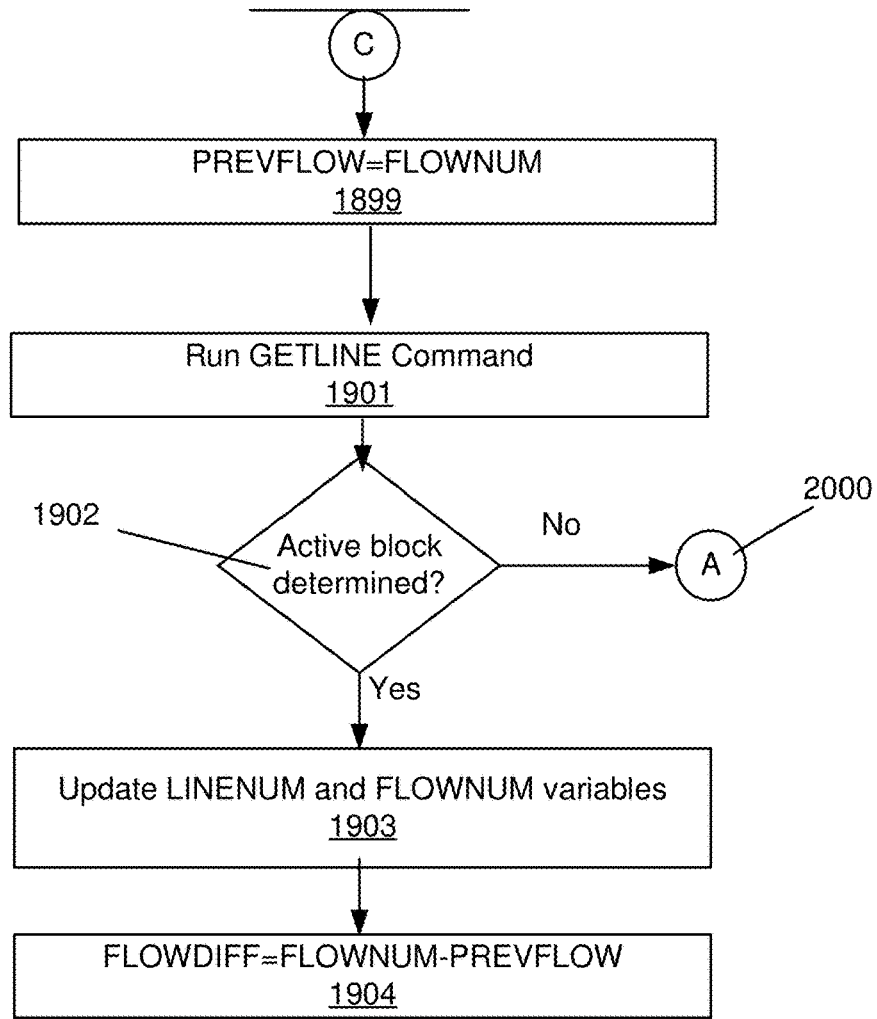 C
PREVFLOW=FLOWNUM
1899
Run GETLINE Command
1901
2000
1902
No
Active block
determined?
A
Yes
Update LINENUM and FLOWNUM variables
1903
FLOWDIFF=FLOWNUM-PREVFLOW
1904